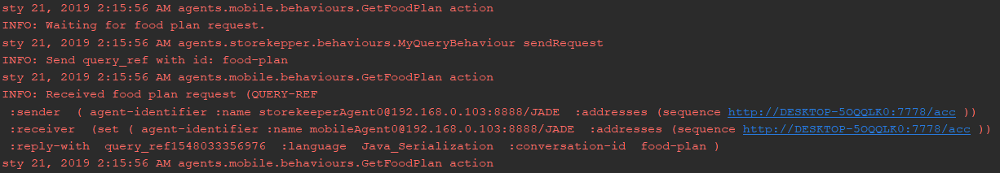 sty 21, 2019 2:15:56 AM agents.mobile.behaviours.GetFoodPlan action
INFO: Waiting for food plan request.
sty 21, 2019 2:15:56 AM agents.storekepper.behaviours.MyQueryBehaviour sendRequest
INFO: Send query_ref with id: food-plan
sty 21, 2019 2:15:56 AM agents.mobile.behaviours.GetFoodPlan action
INFO: Received food plan request (QUERY-REF
:sender ( agent-identifier :name storekeeperAgent0@192.168.0.103:8888/JADE :addresses (sequence http://DESKTOP-5OQQLK0:7778/acc ))
:receiver (set ( agent-identifier :name mobileAgent0@192.168.0.103:8888/JADE :addresses (sequence http://DESKTOP-5OQQLK0:7778/acc ))
:reply-with query_ref1548033356976 :language Java_Serialization :conversation-id food-plan )
sty 21, 2019 2:15:56 AM agents.mobile.behaviours.GetFoodPlan action